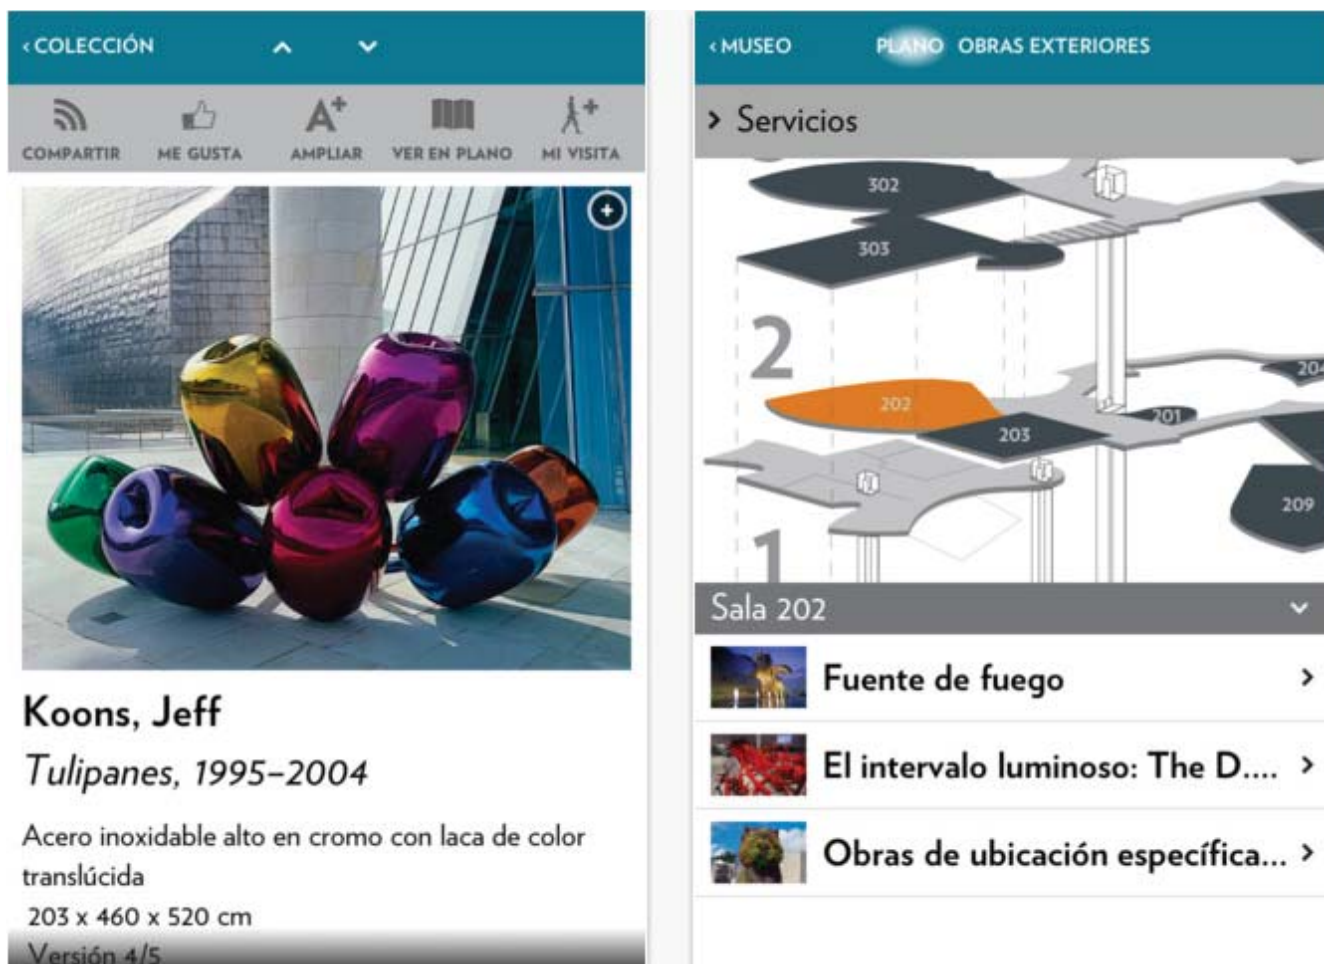 ‹ COLECCIÓN
COMPARTIR ME GUSTA AMPLIAR VER EN PLANO MI VISITA
Koons, Jeff
Tulipanes, 1995–2004
Acero inoxidable alto en cromo con laca de color
translúcida
203 x 460 x 520 cm
Versión 4/5
‹ MUSEO PLANO OBRAS EXTERIORES
> Servicios
302
303
2
204
202
201
203
209
1
Sala 202
Fuente de fuego
El intervalo luminoso: The D....
Obras de ubicación específica...